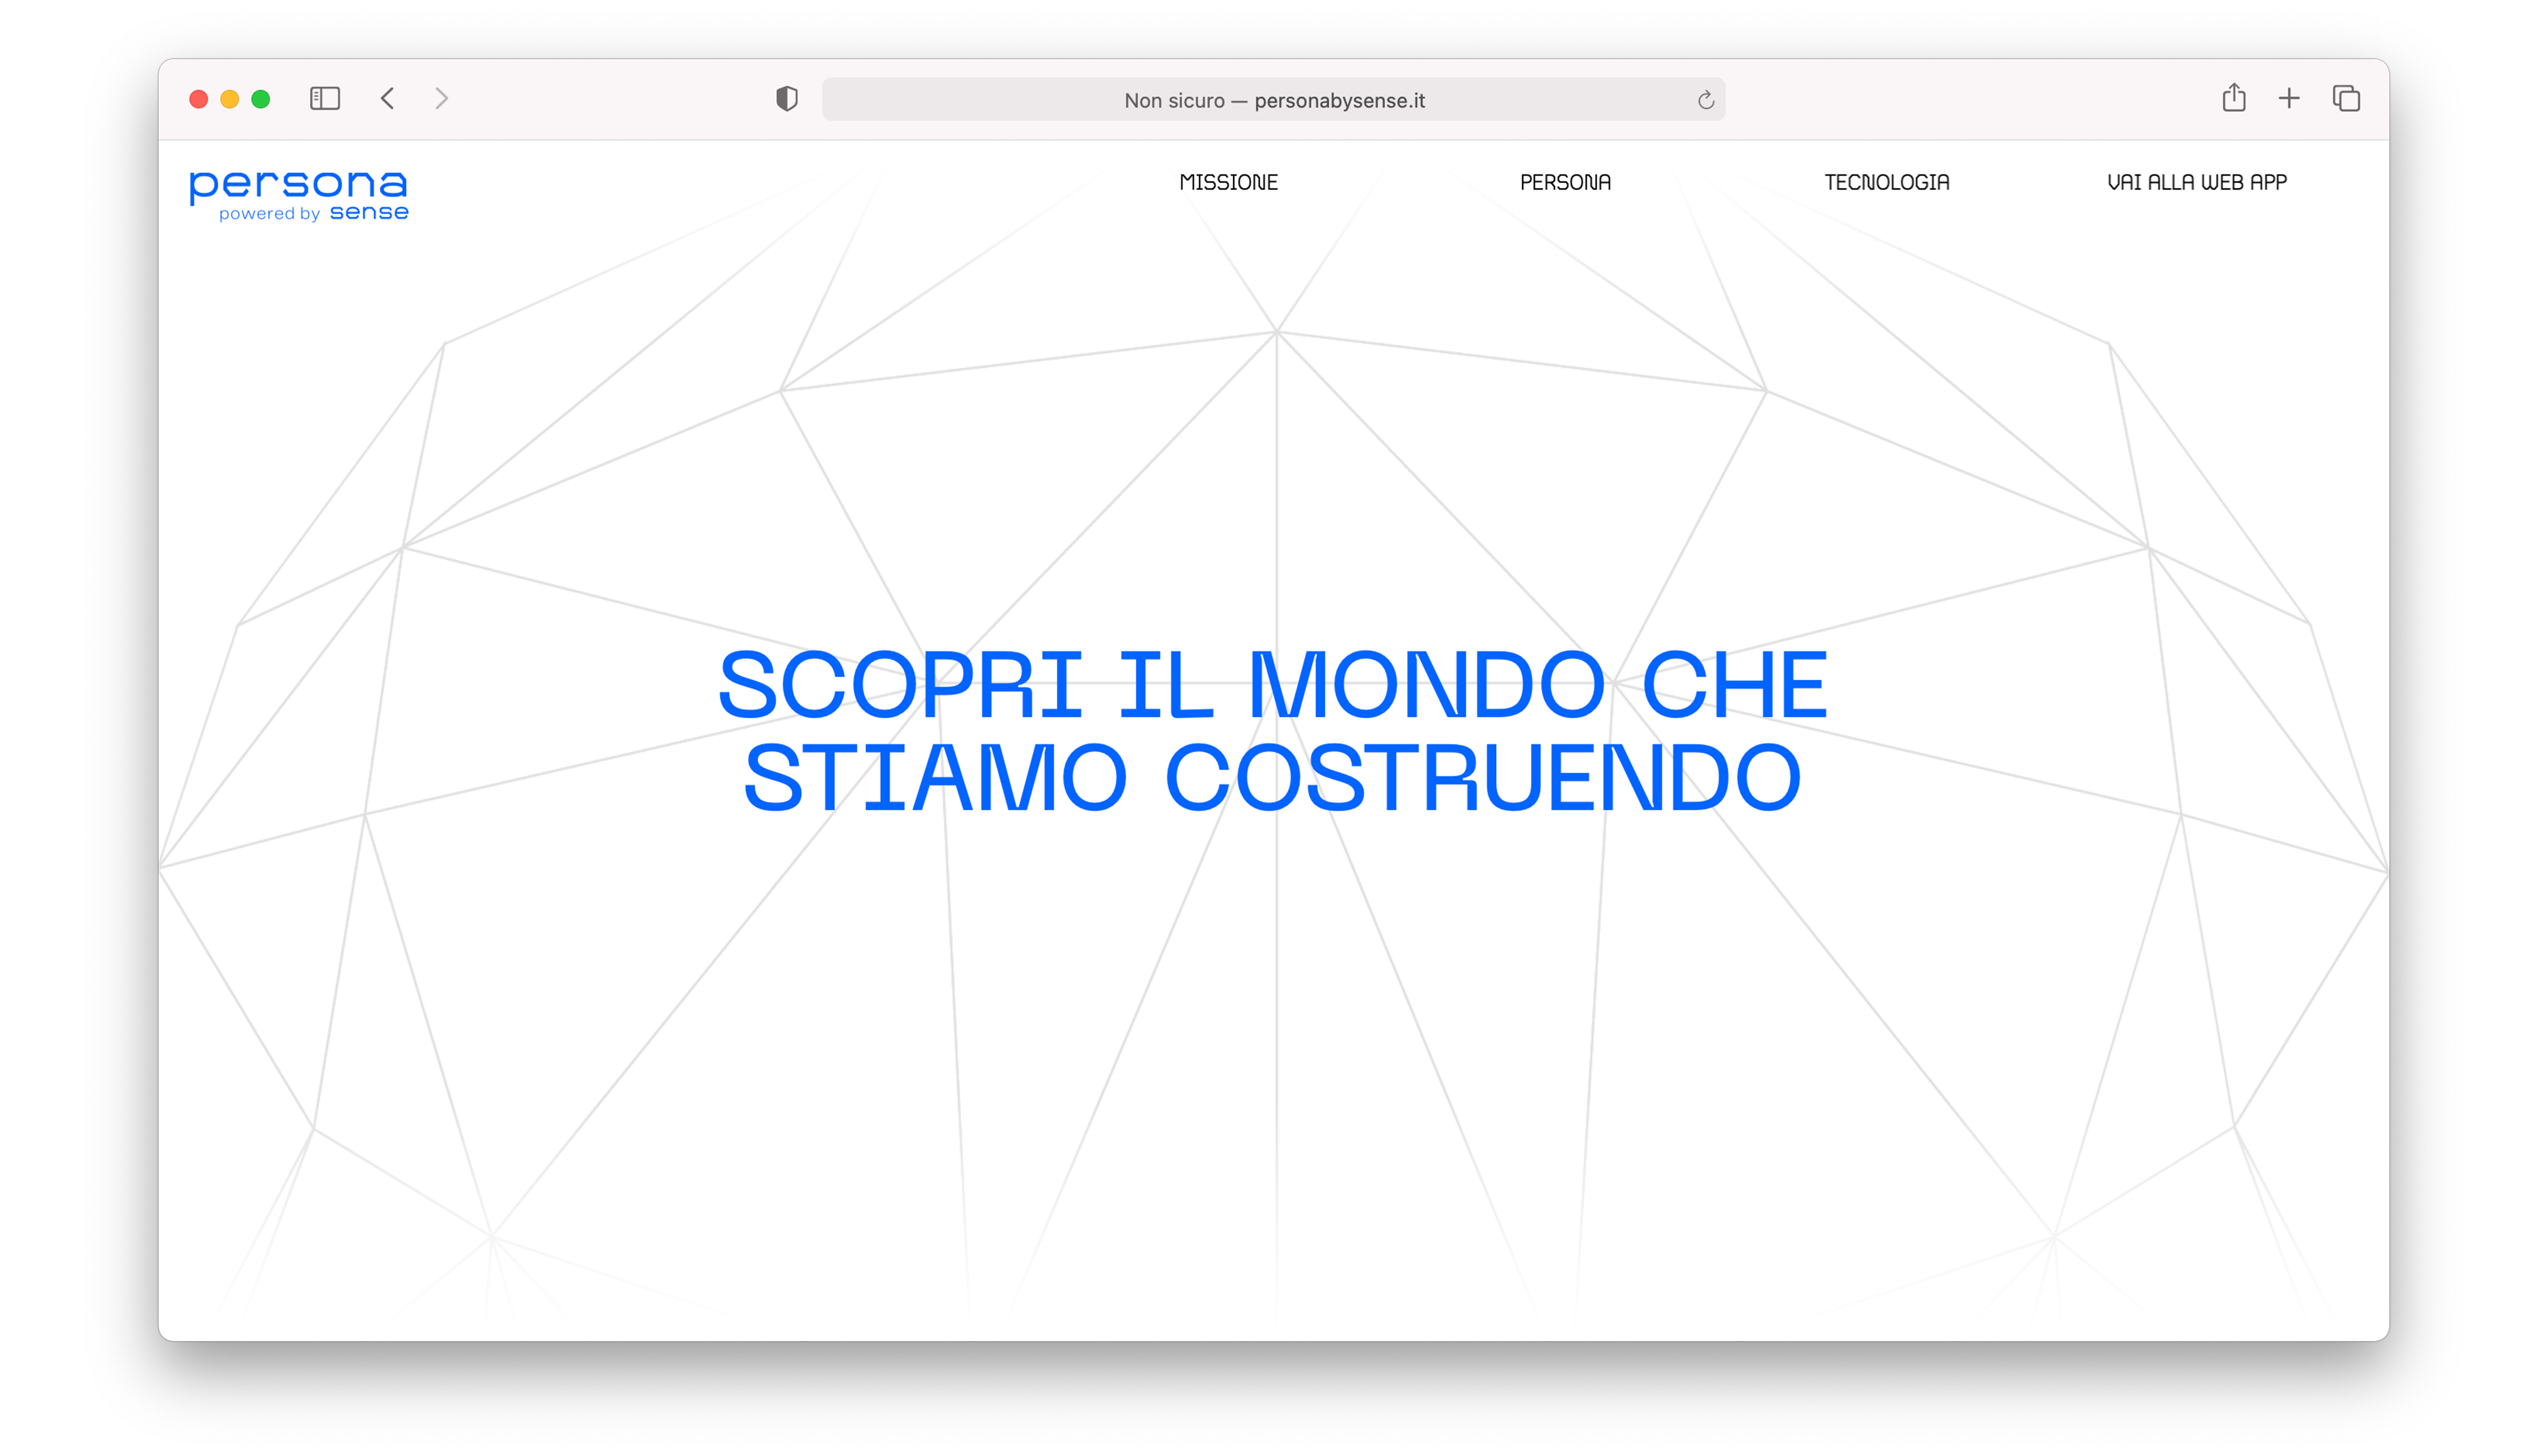 Non sicuro — personabysense.it
persona
powered by sense
MISSIONE
PERSONA
TECNOLOGIA
VAI ALLA WEB APP
SCOPRI IL MONDO CHE
STIAMO COSTRUENDO